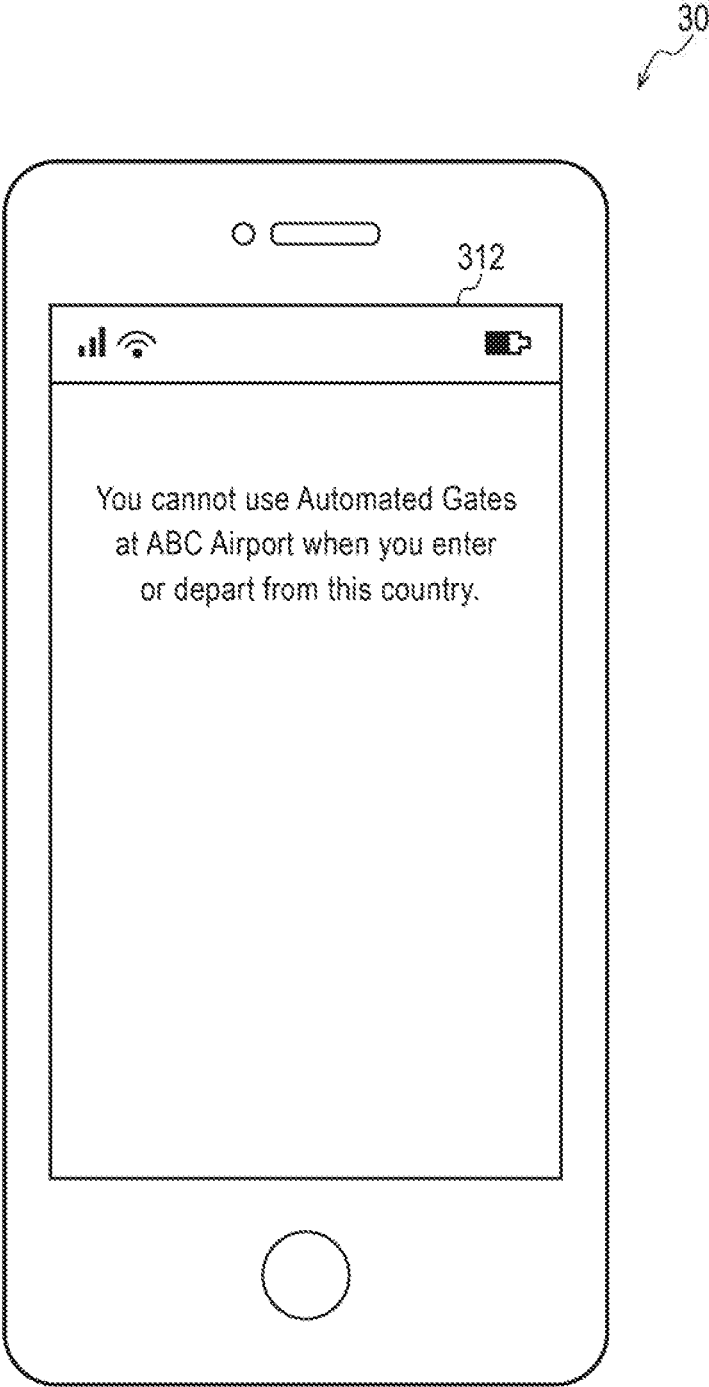 30
312
You cannot use Automated Gates
at ABC Airport when you enter
or depart from this country.